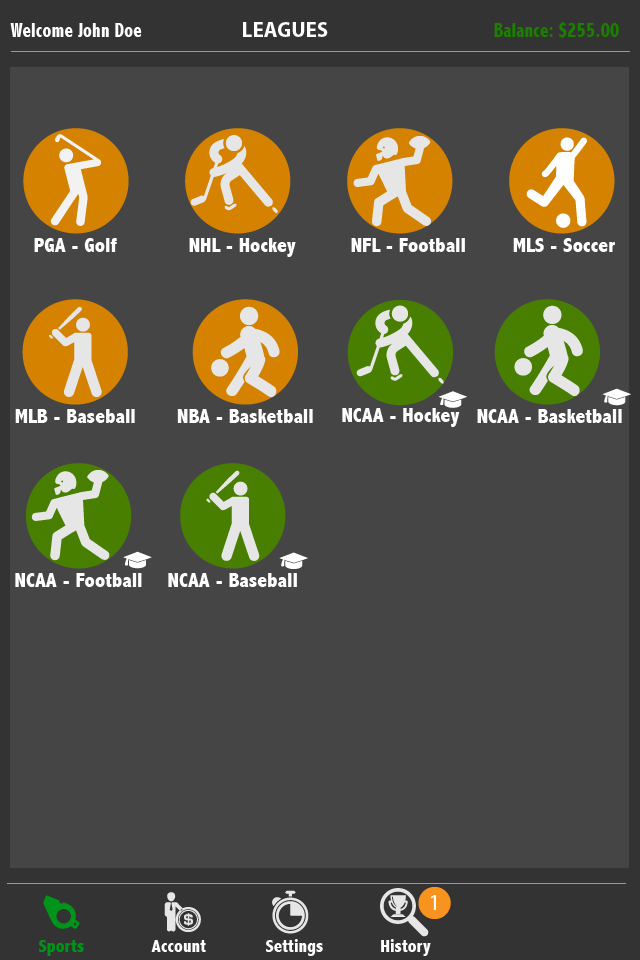 Welcome John Doe LEAGUES Balance: $255.00
PGA - Golf NHL - Hockey NFL - Football MLS - Soccer
MLB - Baseball NBA - Basketball NCAA - Hockey NCAA - Basketball
NCAA - Football NCAA - Baseball
$ 1
Sports Account Settings History